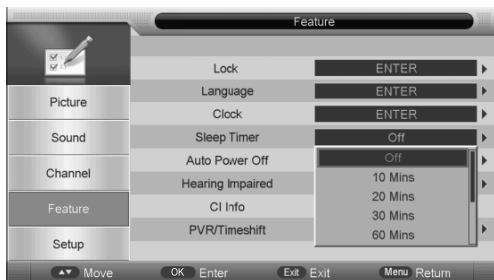 Feature
Lock ENTER
Language ENTER
Clock ENTER
Sleep Timer Off
Auto Power Off Off
Hearing Impaired 10 Mins
CI Info 20 Mins
PVR/Timeshift 30 Mins
60 Mins
Picture
Sound
Channel
Feature
Setup
Move OK Enter Exit Exit Menu Return